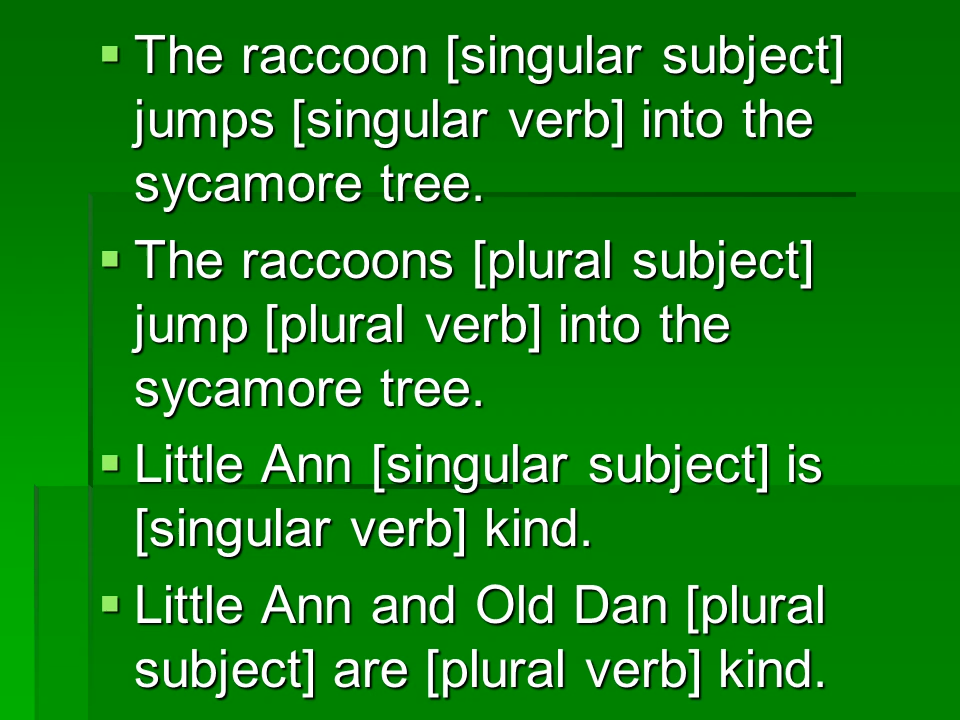 ▪ The raccoon [singular subject]
jumps [singular verb] into the
sycamore tree.
▪ The raccoons [plural subject]
jump [plural verb] into the
sycamore tree.
▪ Little Ann [singular subject] is
[singular verb] kind.
▪ Little Ann and Old Dan [plural
subject] are [plural verb] kind.